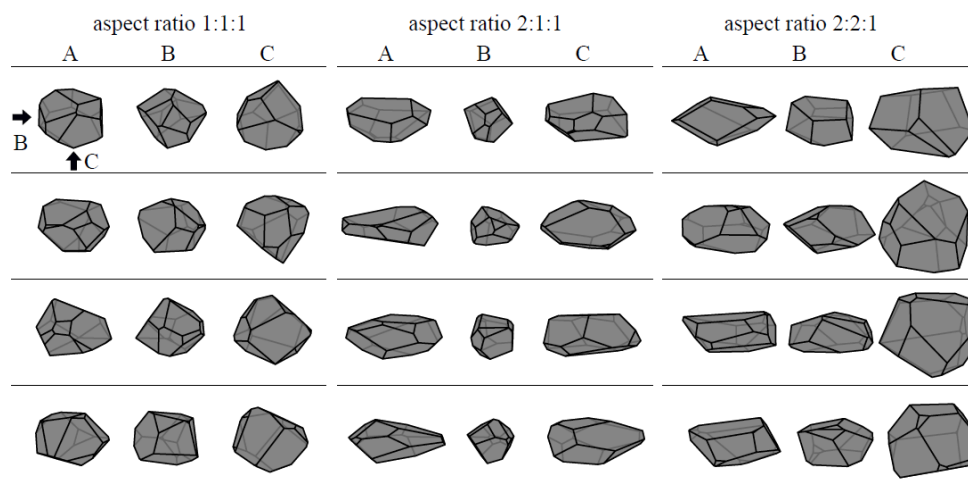 aspect ratio 1:1:1 aspect ratio 2:1:1 aspect ratio 2:2:1
A B C A B C A B C
B
C